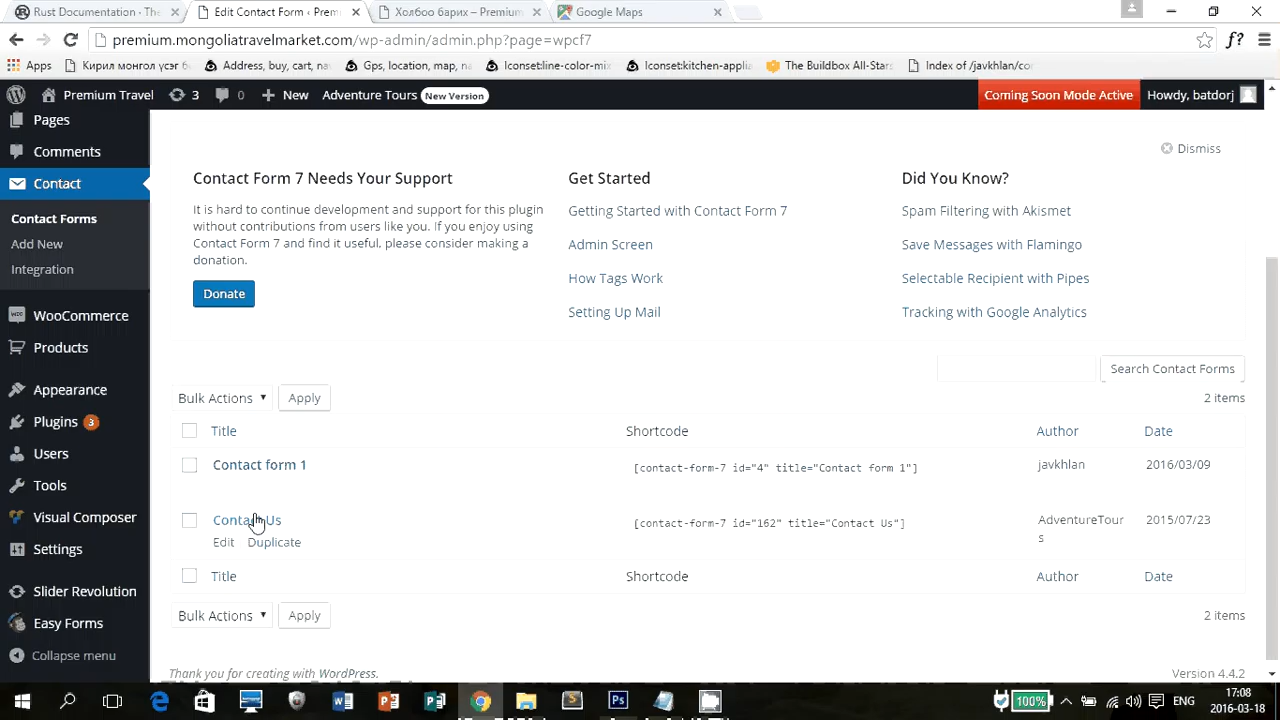 Rust Documentation - The
Edit Contact Form ‹ Premi
Холбоо барих – Premium
Google Maps
premium.mongoliatravelmarket.com/wp-admin/admin.php?page=wpcf7
f?
Apps
Кирил монгол үсэг б
Address, buy, cart, nav
Gps, location, map, na
Iconset:line-color-mix
Iconset:kitchen-applia
The Buildbox All-Stars
Index of /javkhlan/co
Premium Travel
3
0
New
Adventure Tours New Version
Coming Soon Mode Active
Howdy, batdorj
Pages
Comments
Contact
Contact Forms
Add New
Integration
WooCommerce
Products
Appearance
Plugins 3
Users
Tools
Visual Composer
Settings
Slider Revolution
Easy Forms
Collapse menu
Dismiss
Contact Form 7 Needs Your Support
It is hard to continue development and support for this plugin
without contributions from users like you. If you enjoy using
Contact Form 7 and find it useful, please consider making a
donation.
Donate
Get Started
Getting Started with Contact Form 7
Admin Screen
How Tags Work
Setting Up Mail
Did You Know?
Spam Filtering with Akismet
Save Messages with Flamingo
Selectable Recipient with Pipes
Tracking with Google Analytics
Search Contact Forms
Bulk Actions Apply 2 items
Title Shortcode Author Date
Contact form 1 [contact-form-7 id="4" title="Contact form 1"] javkhlan 2016/03/09
Contact Us [contact-form-7 id="162" title="Contact Us"] AdventureTour 2015/07/23
s
Edit Duplicate
Title Shortcode Author Date
Bulk Actions Apply 2 items
Thank you for creating with WordPress.
Version 4.4.2
100%
ENG
17:08
2016-03-18